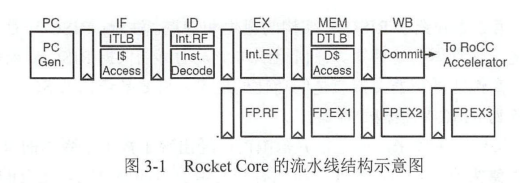 PC IF ID EX MEM WB
PC Gen.
ITLB
I$ Access
Int.RF
Inst. Decode
Int.EX
DTLB
D$ Access
Commit
To RoCC Accelerator
FP.RF FP.EX1 FP.EX2 FP.EX3
图 3-1 Rocket Core 的流水线结构示意图